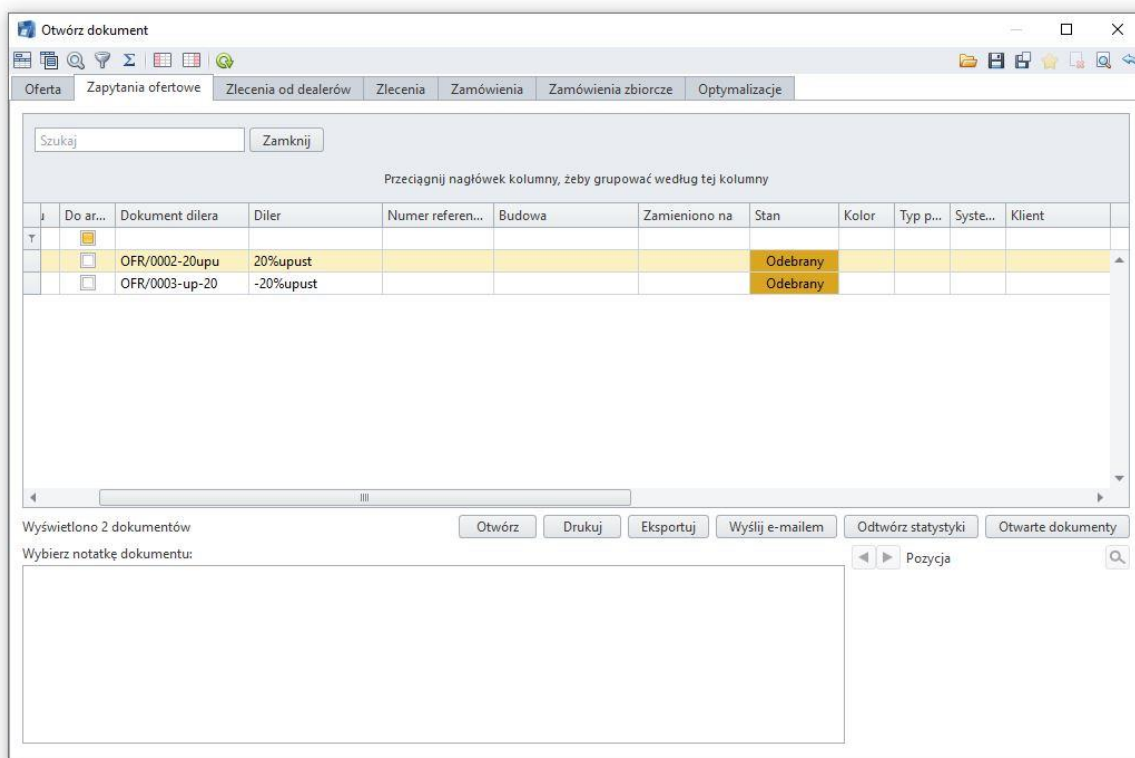 Otwórz dokument
Oferta Zapytania ofertowe Zlecenia od dealerów Zlecenia Zamówienia Zamówienia zbiorcze Optymalizacje
Szukaj Zamknij
Przeciągnij nagłówek kolumny, żeby grupować według tej kolumny
Do ar... Dokument dilera Diler Numer referen... Budowa Zamieniono na Stan Kolor Typ p... Syste... Klient
OFR/0002-20upu 20%upust Odebrany
OFR/0003-up-20 -20%upust Odebrany
Wyświetlono 2 dokumentów Otwórz Drukuj Eksportuj Wyślij e-mailem Odtwórz statystyki Otwarte dokumenty
Wybierz notatkę dokumentu: Pozycja